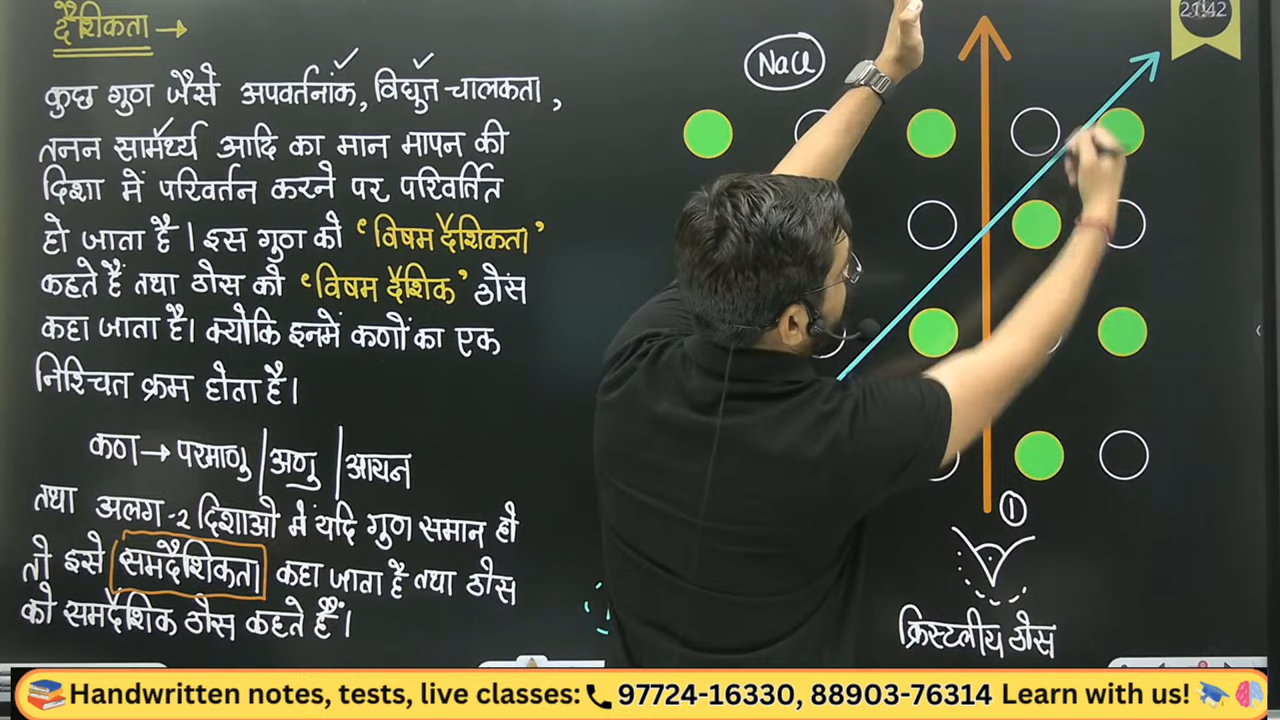 दैशिकता →
कुछ गुण जैसे अपवर्तनांक, विद्युत चालकता,
तनन सामर्थ्य आदि का मान मापन की
दिशा में परिवर्तन करने पर परिवर्तित
हो जाता है। इस गुण को 'विषम दैशिकता'
कहते हैं तथा ठोस को 'विषम दैशिक' ठोस
कहा जाता है। क्योकि इनमें कणों का एक
निश्चित क्रम होता है।
कण → परमाणु | अणु | आयन
तथा अलग-2 दिशाओ में यदि गुण समान हो
तो इसे समदैशिकता कहा जाता है तथा ठोस
को समदैशिक ठोस कहते हैं।
NaCl
①
क्रिस्टलीय ठोस
📚Handwritten notes, tests, live classes:📞97724-16330, 88903-76314 Learn with us!🎓🧠